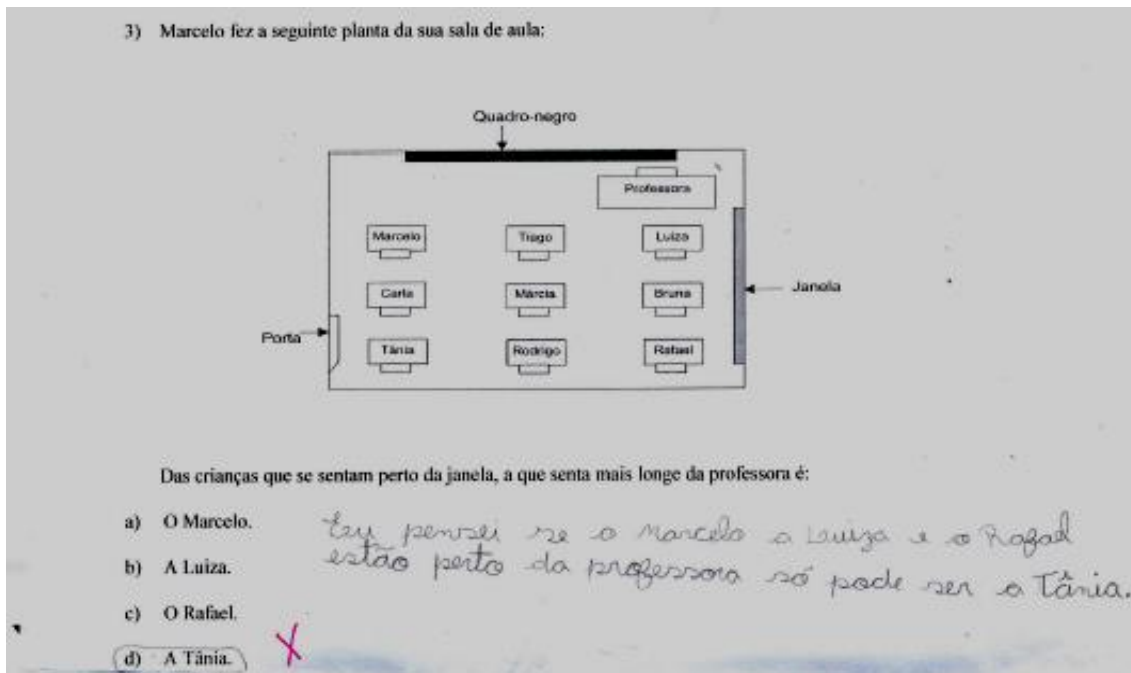 3) Marcelo fez a seguinte planta da sua sala de aula:
Quadro-negro
Professora
Marcelo Tiago Luiza
Carla Márcia Bruna
Janela
Porta
Tânia Rodrigo Rafael
Das crianças que se sentam perto da janela, a que senta mais longe da professora é:
a) O Marcelo.
Eu pensei se o Marcelo a Luiza e o Rafael
b) A Luiza.
estão perto da professora só pode ser a Tânia.
c) O Rafael.
d) A Tânia. X